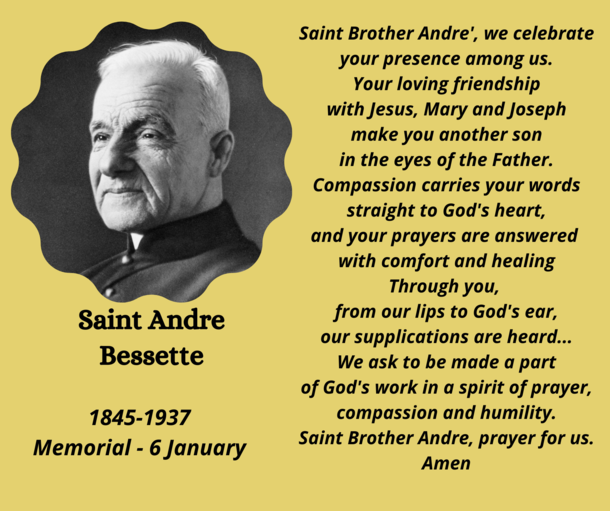 Saint Andre
Bessette
1845-1937
Memorial - 6 January
Saint Brother Andre', we celebrate
your presence among us.
Your loving friendship
with Jesus, Mary and Joseph
make you another son
in the eyes of the Father.
Compassion carries your words
straight to God's heart,
and your prayers are answered
with comfort and healing
Through you,
from our lips to God's ear,
our supplications are heard...
We ask to be made a part
of God's work in a spirit of prayer,
compassion and humility.
Saint Brother Andre, prayer for us.
Amen